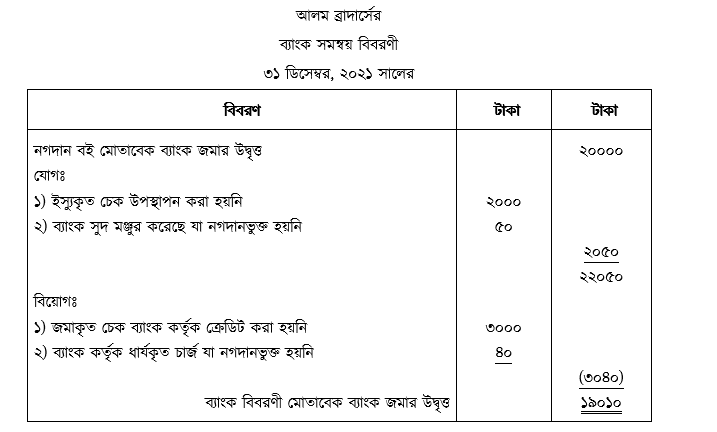 আলম ব্রাদার্সের
ব্যাংক সমন্বয় বিবরণী
৩১ ডিসেম্বর, ২০২১ সালের
বিবরণ টাকা টাকা
নগদান বই মোতাবেক ব্যাংক জমার উদ্বৃত্ত ২০০০০
যোগঃ
১) ইস্যুকৃত চেক উপস্থাপন করা হয়নি ২০০০
২) ব্যাংক সুদ মঞ্জুর করেছে যা নগদানভুক্ত হয়নি ৫০
২০৫০
২২০৫০
বিয়োগঃ
১) জমাকৃত চেক ব্যাংক কর্তৃক ক্রেডিট করা হয়নি ৩০০০
২) ব্যাংক কর্তৃক ধার্যকৃত চার্জ যা নগদানভুক্ত হয়নি ৪০
(৩০৪০)
ব্যাংক বিবরণী মোতাবেক ব্যাংক জমার উদ্বৃত্ত ১৯০১০